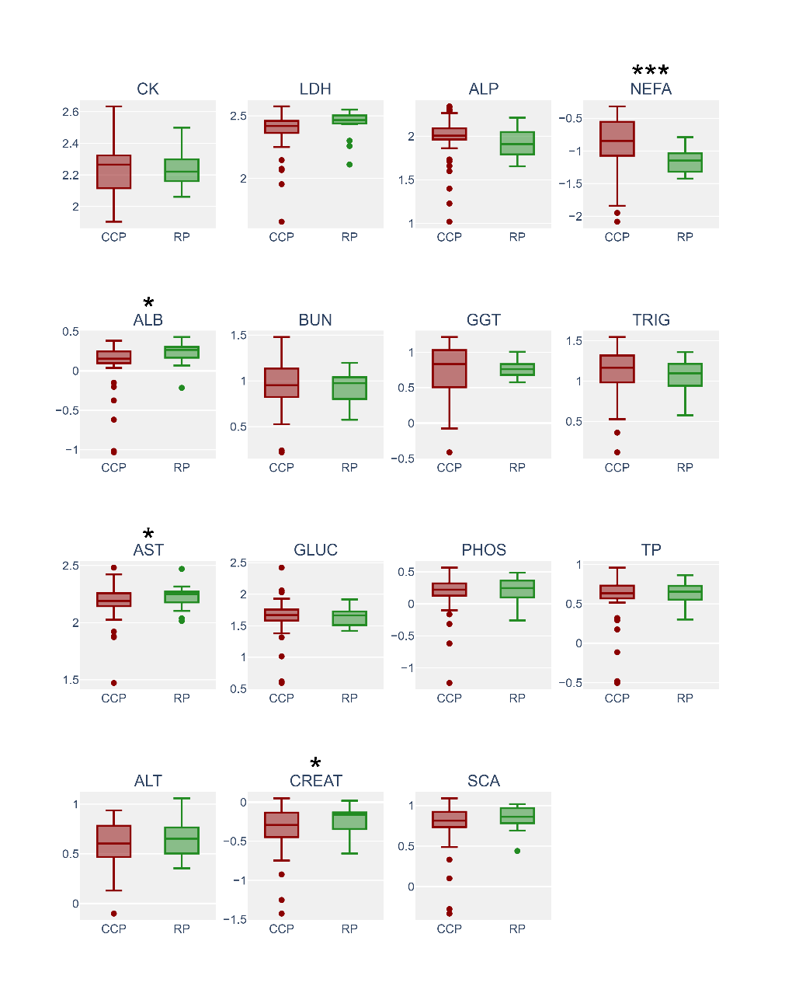 ***
CK LDH ALP NEFA
2.6 2.5 2 −0.5
2.4 2 1.5 −1
2.2 1 −1.5
2 −2
CCP RP CCP RP CCP RP CCP RP
*
ALB BUN GGT TRIG
0.5 1.5 1 1.5
0 1 0.5 1
−0.5 0.5 0 0.5
−1 −0.5
CCP RP CCP RP CCP RP CCP RP
*
AST GLUC PHOS TP
2.5 2.5 0.5 1
2 2 0 0.5
1.5 1.5 −0.5 0
1 −1 −0.5
0.5
CCP RP CCP RP CCP RP CCP RP
*
ALT CREAT SCA
1 0 1
0.5 −0.5 0.5
0 −1 0
−1.5
CCP RP CCP RP CCP RP